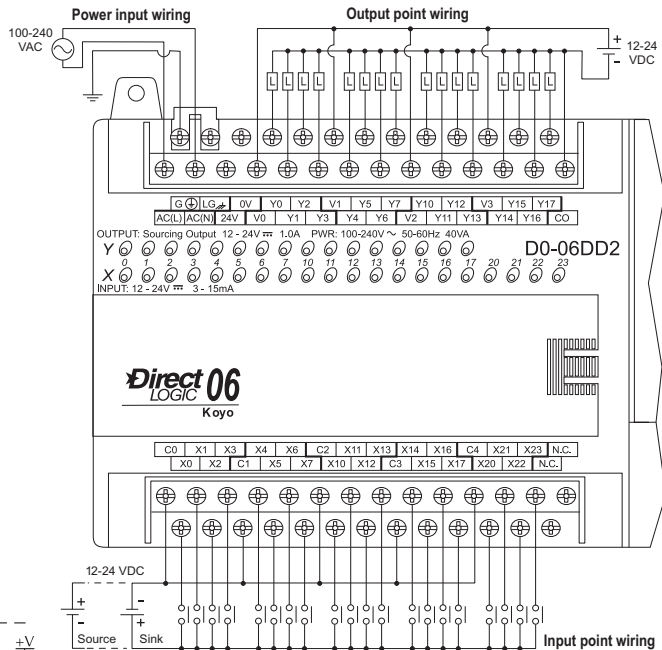 Power input wiring
Output point wiring
100-240
VAC
+
-
12-24
VDC
L L L L L L L L L L L L L L L L
G LG 0V Y0 Y2 V1 Y5 Y7 Y10 Y12 V3 Y15 Y17
AC(L) AC(N) 24V V0 Y1 Y3 Y4 Y6 V2 Y11 Y13 Y14 Y16 CO
OUTPUT: Sourcing Output 12 - 24V 1.0A PWR: 100-240V ~ 50-60Hz 40VA
Y
D0-06DD2
0 1 2 3 4 5 6 7 10 11 12 13 14 15 16 17 20 21 22 23
X
INPUT: 12 - 24V 3 - 15mA
Direct
LOGIC 06
Koyo
C0 X1 X3 X4 X6 C2 X11 X13 X14 X16 C4 X21 X23 N.C.
X0 X2 C1 X5 X7 X10 X12 C3 X15 X17 X20 X22 N.C.
12-24 VDC
+ -
- +
Source Sink
+V
Input point wiring